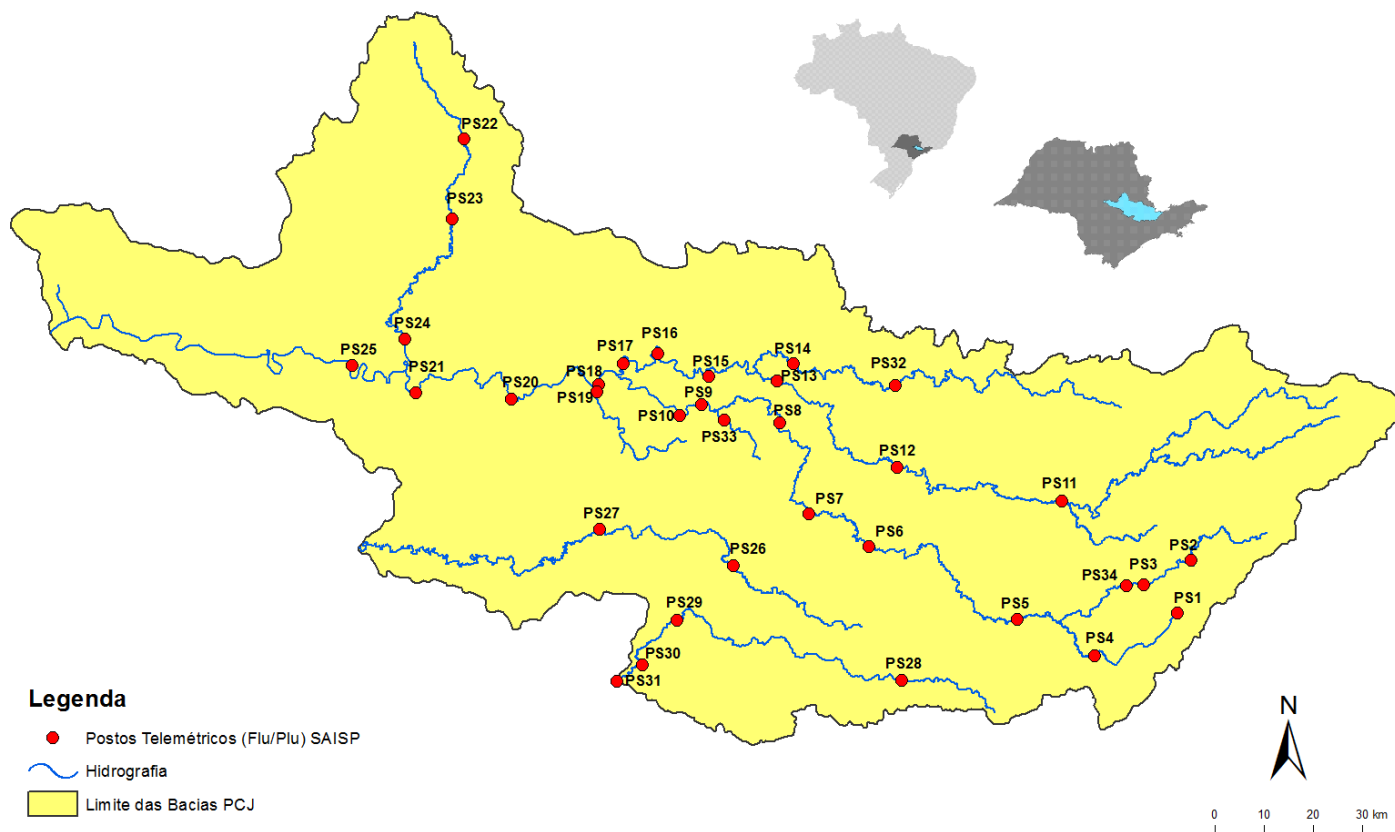 PS22
PS23
PS24
PS25
PS21
PS20
PS18
PS19
PS17
PS16
PS15
PS14
PS13
PS32
PS9
PS10
PS33
PS8
PS12
PS11
PS7
PS6
PS27
PS26
PS2
PS3
PS34
PS1
PS5
PS4
PS29
PS30
PS31
PS28
Legenda
Postos Telemétricos (Flu/Plu) SAISP
Hidrografia
Limite das Bacias PCJ
N
0 10 20 30 km